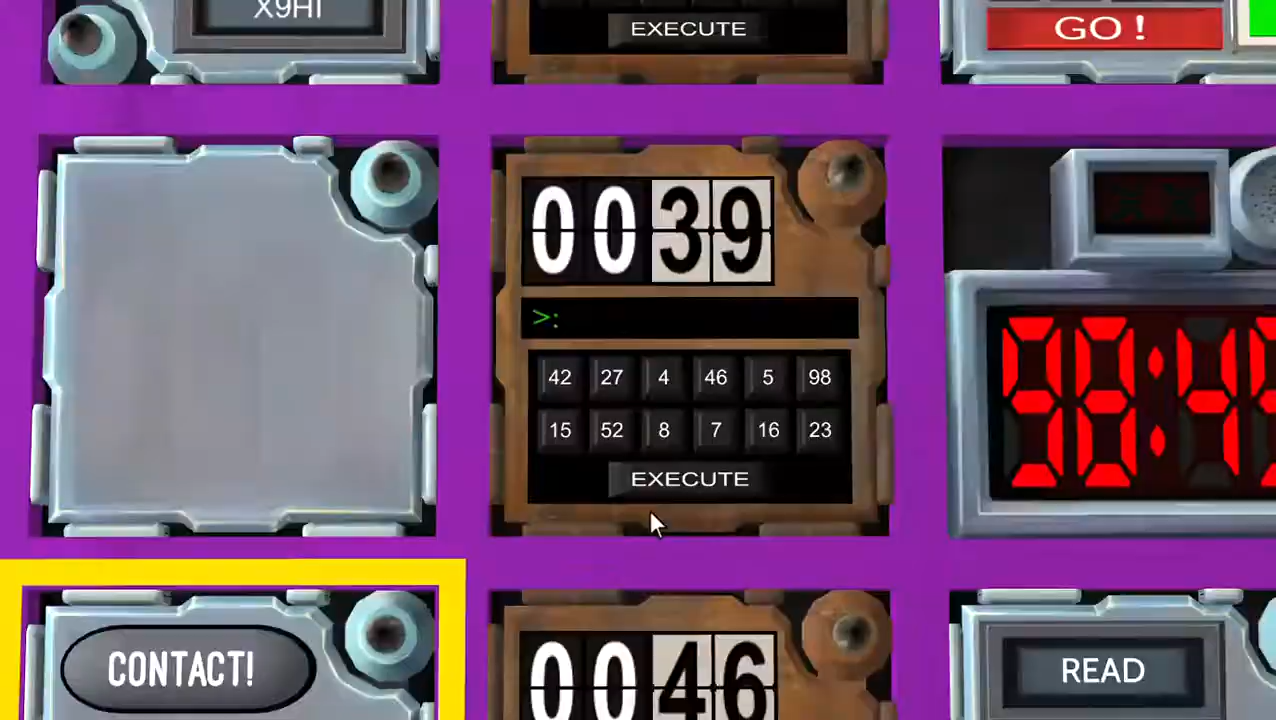 X9HI
EXECUTE
GO !
0039
>:
42 27 4 46 5 98
15 52 8 7 16 23
EXECUTE
CONTACT!
0046
READ